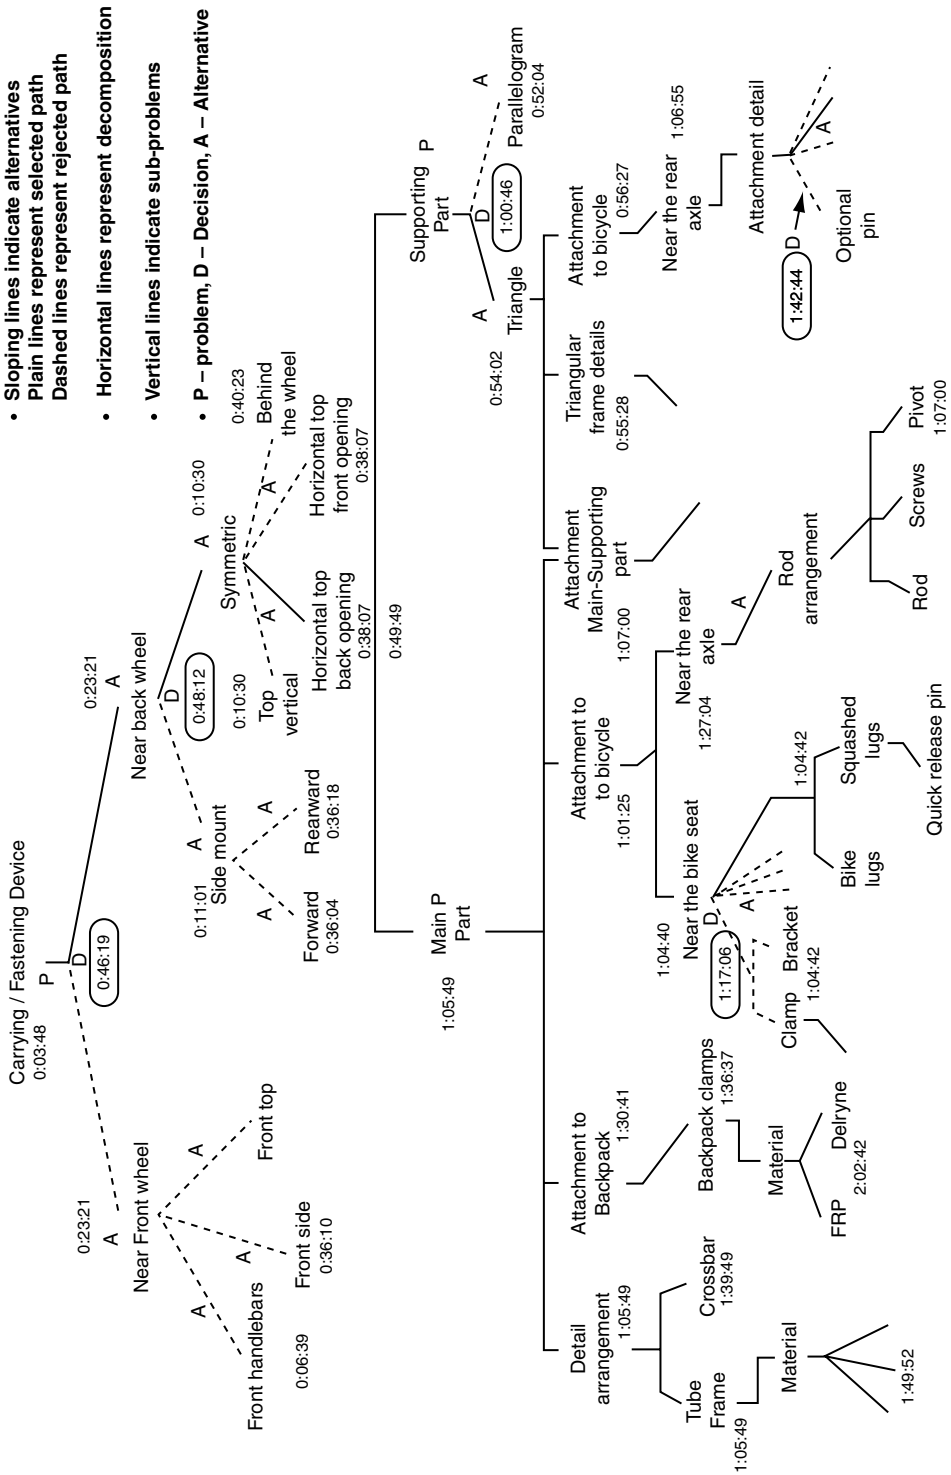 • Sloping lines indicate alternatives
Plain lines represent selected path
Dashed lines represent rejected path
• Horizontal lines represent decomposition
• Vertical lines indicate sub-problems
• P – problem, D – Decision, A – Alternative
Carrying / Fastening Device
0:03:48
P
D
0:46:19
0:23:21
A
Near Front wheel
A
Front handlebars
0:06:39
A
Front side
0:36:10
A
Front top
0:23:21
A
Near back wheel
D
0:48:12
A
0:11:01
Side mount
A
Forward
0:36:04
A
Rearward
0:36:18
A
0:10:30
Symmetric
0:10:30
Top
vertical
A
Horizontal top
back opening
0:38:07
0:49:49
A
Horizontal top
front opening
0:38:07
0:40:23
Behind
the wheel
Main P
Part
1:05:49
Supporting P
Part
D
1:00:46
A
Triangle
0:54:02
A
Parallelogram
0:52:04
Detail
arrangement
1:05:49
Tube
Frame
1:05:49
Crossbar
1:39:49
Material
1:49:52
Attachment to
Backpack
1:30:41
Backpack clamps
1:36:37
Material
FRP
Delryne
2:02:42
Attachment to
to bicycle
1:01:25
1:04:40
Near the bike seat
D
1:17:06
A
Clamp
Bracket
1:04:42
1:04:42
Bike
lugs
Squashed
lugs
Quick release pin
Near the rear
axle
1:27:04
A
Rod
arrangement
Rod
Screws
Pivot
1:07:00
Attachment
Main-Supporting
part
1:07:00
Triangular
frame details
0:55:28
Attachment
to bicycle
0:56:27
Near the rear
axle
1:06:55
Attachment detail
D
1:42:44
A
Optional
pin